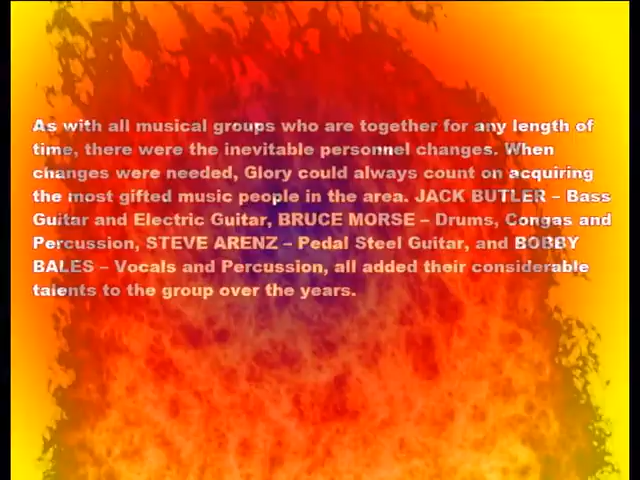 As with all musical groups who are together for any length of
time, there were the inevitable personnel changes. When
changes were needed, Glory could always count on acquiring
the most gifted music people in the area. JACK BUTLER – Bass
Guitar and Electric Guitar, BRUCE MORSE – Drums, Congas and
Percussion, STEVE ARENZ – Pedal Steel Guitar, and BOBBY
BALES – Vocals and Percussion, all added their considerable
talents to the group over the years.